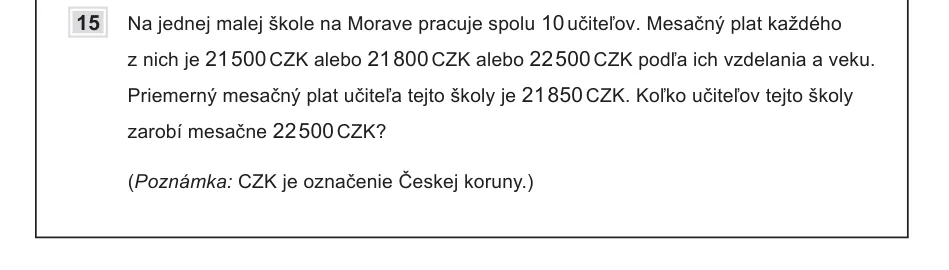 15 Na jednej malej škole na Morave pracuje spolu 10 učiteľov. Mesačný plat každého
z nich je 21 500 CZK alebo 21 800 CZK alebo 22 500 CZK podľa ich vzdelania a veku.
Priemerný mesačný plat učiteľa tejto školy je 21 850 CZK. Koľko učiteľov tejto školy
zarobí mesačne 22 500 CZK?
(Poznámka: CZK je označenie Českej koruny.)